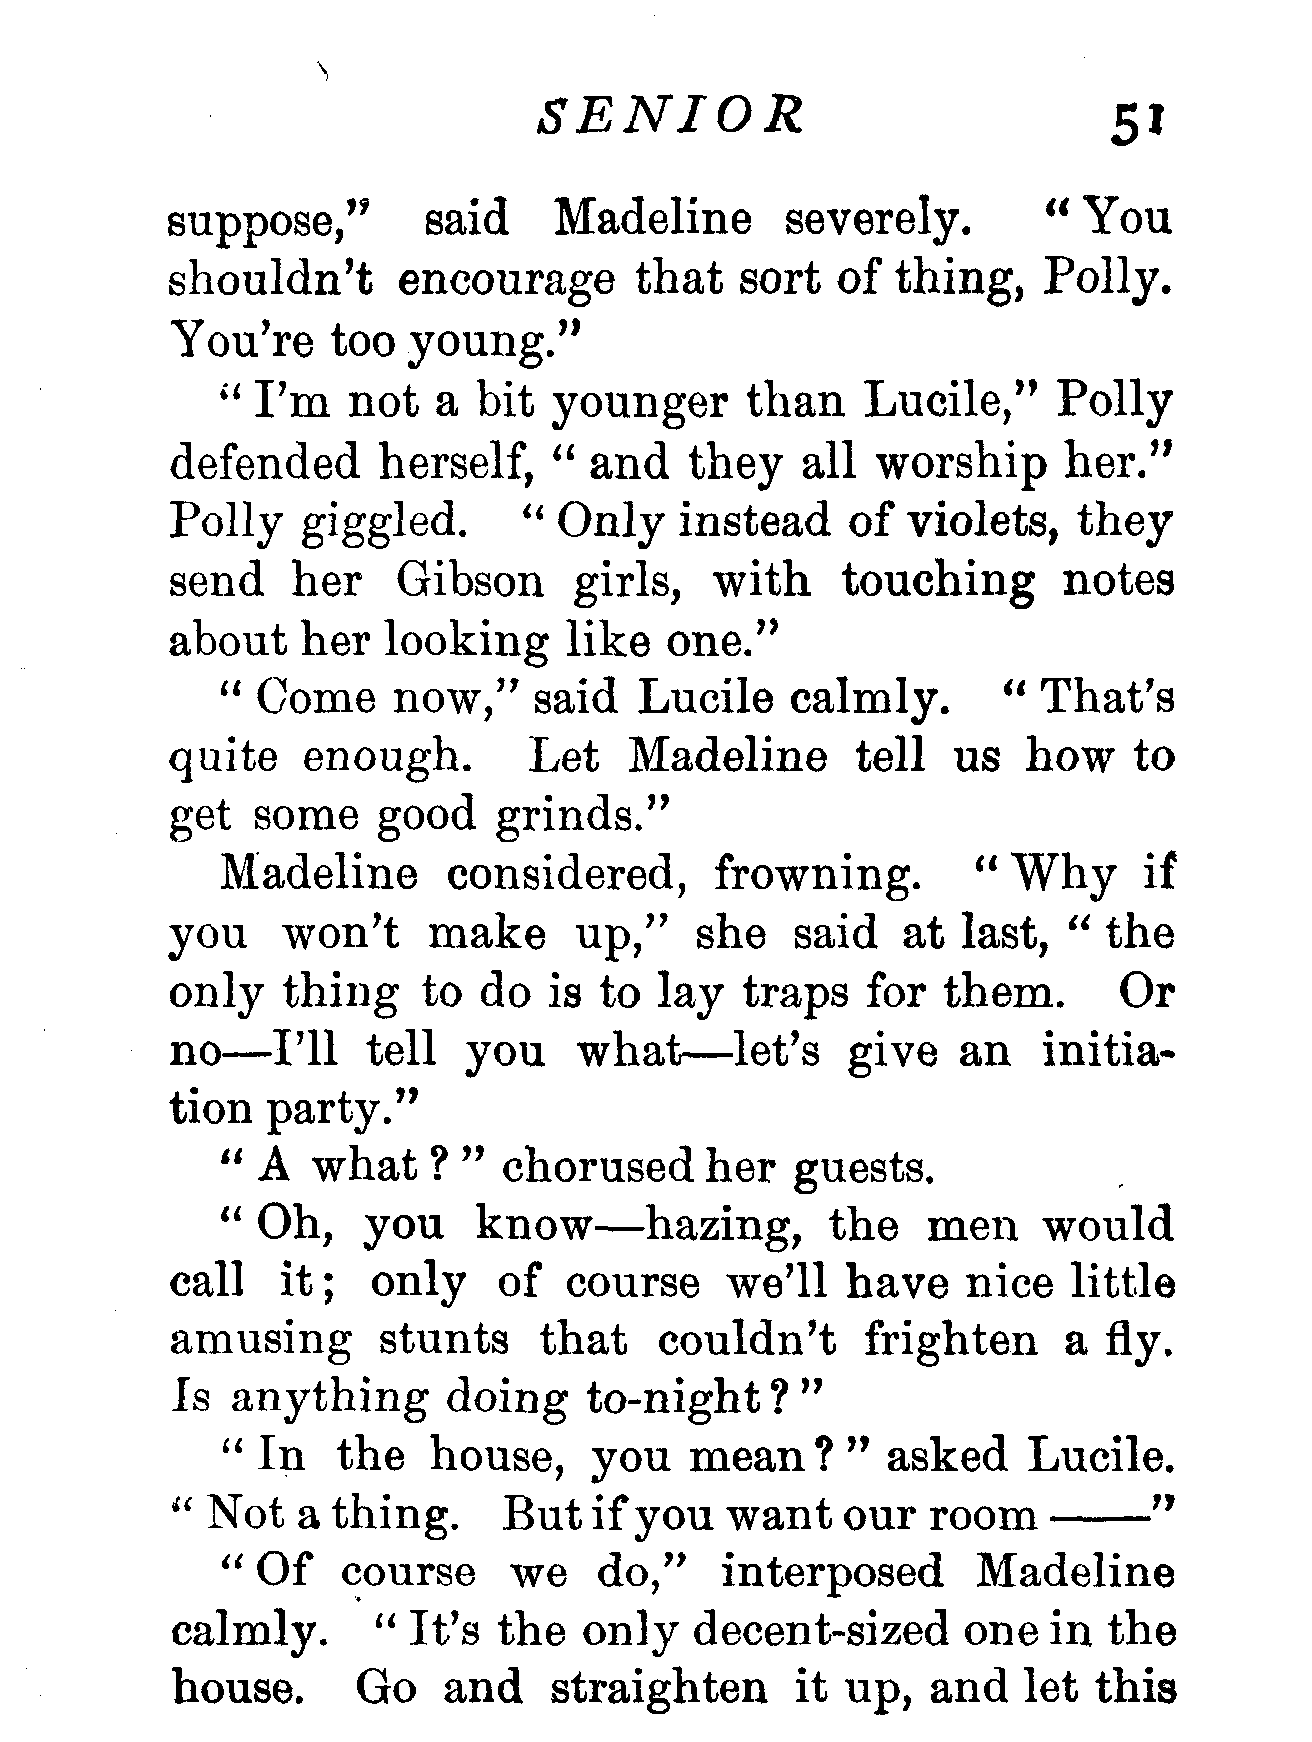 SENIOR 51
suppose," said Madeline severely. "You
shouldn't encourage that sort of thing, Polly.
You're too young."
"I'm not a bit younger than Lucile," Polly
defended herself, "and they all worship her."
Polly giggled. "Only instead of violets, they
send her Gibson girls, with touching notes
about her looking like one."
"Come now," said Lucile calmly. "That's
quite enough. Let Madeline tell us how to
get some good grinds."
Madeline considered, frowning. "Why if
you won't make up," she said at last, "the
only thing to do is to lay traps for them. Or
no—I'll tell you what—let's give an initia-
tion party."
"A what?" chorused her guests.
"Oh, you know—hazing, the men would
call it; only of course we'll have nice little
amusing stunts that couldn't frighten a fly.
Is anything doing to-night?"
"In the house, you mean?" asked Lucile.
"Not a thing. But if you want our room ——"
"Of course we do," interposed Madeline
calmly. "It's the only decent-sized one in the
house. Go and straighten it up, and let this